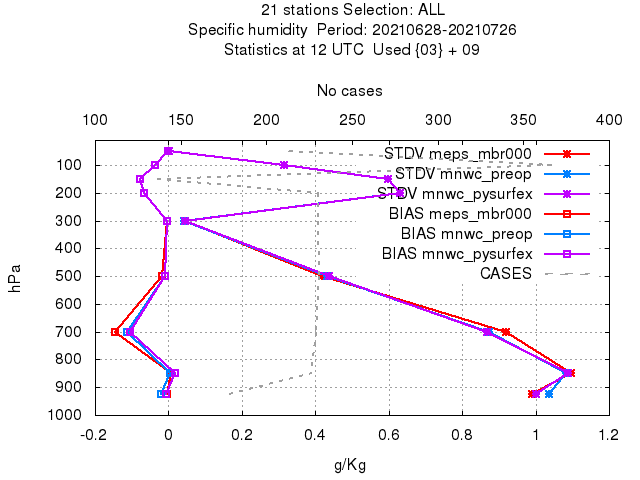 21 stations Selection: ALL
Specific humidity  Period: 20210628-20210726
Statistics at 12 UTC  Used {03} + 09
No cases
100 150 200 250 300 350 400
STDV meps_mbr000
STDV mnwc_preop
STDV mnwc_pysurfex
BIAS meps_mbr000
BIAS mnwc_preop
BIAS mnwc_pysurfex
CASES
hPa
100
200
300
400
500
600
700
800
900
1000
-0.2 0 0.2 0.4 0.6 0.8 1 1.2
g/Kg